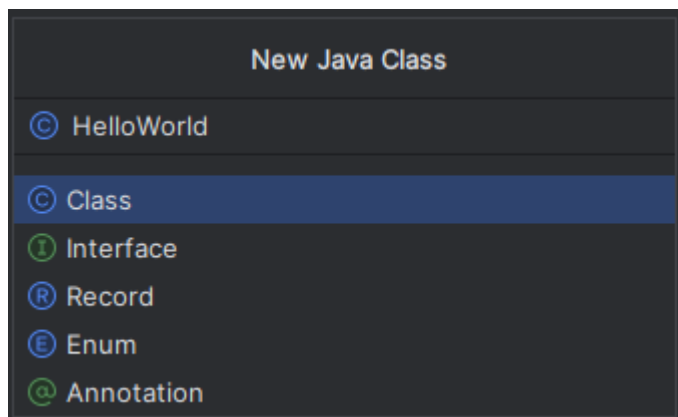 New Java Class
C HelloWorld
C Class
I Interface
R Record
E Enum
@ Annotation